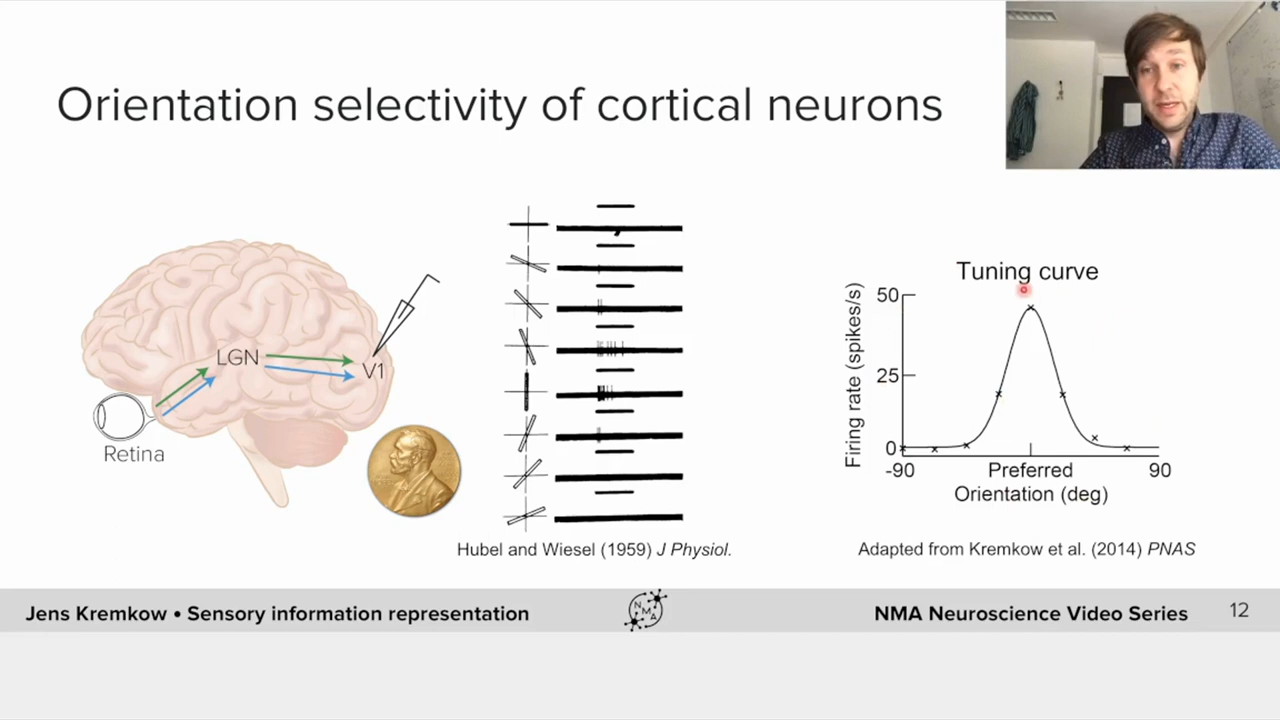 Orientation selectivity of cortical neurons
LGN
V1
Retina
Hubel and Wiesel (1959) J Physiol.
Tuning curve
Firing rate (spikes/s)
50
25
0
-90
Preferred
90
Orientation (deg)
Adapted from Kremkow et al. (2014) PNAS
Jens Kremkow • Sensory information representation
N
M
A
NMA Neuroscience Video Series
12